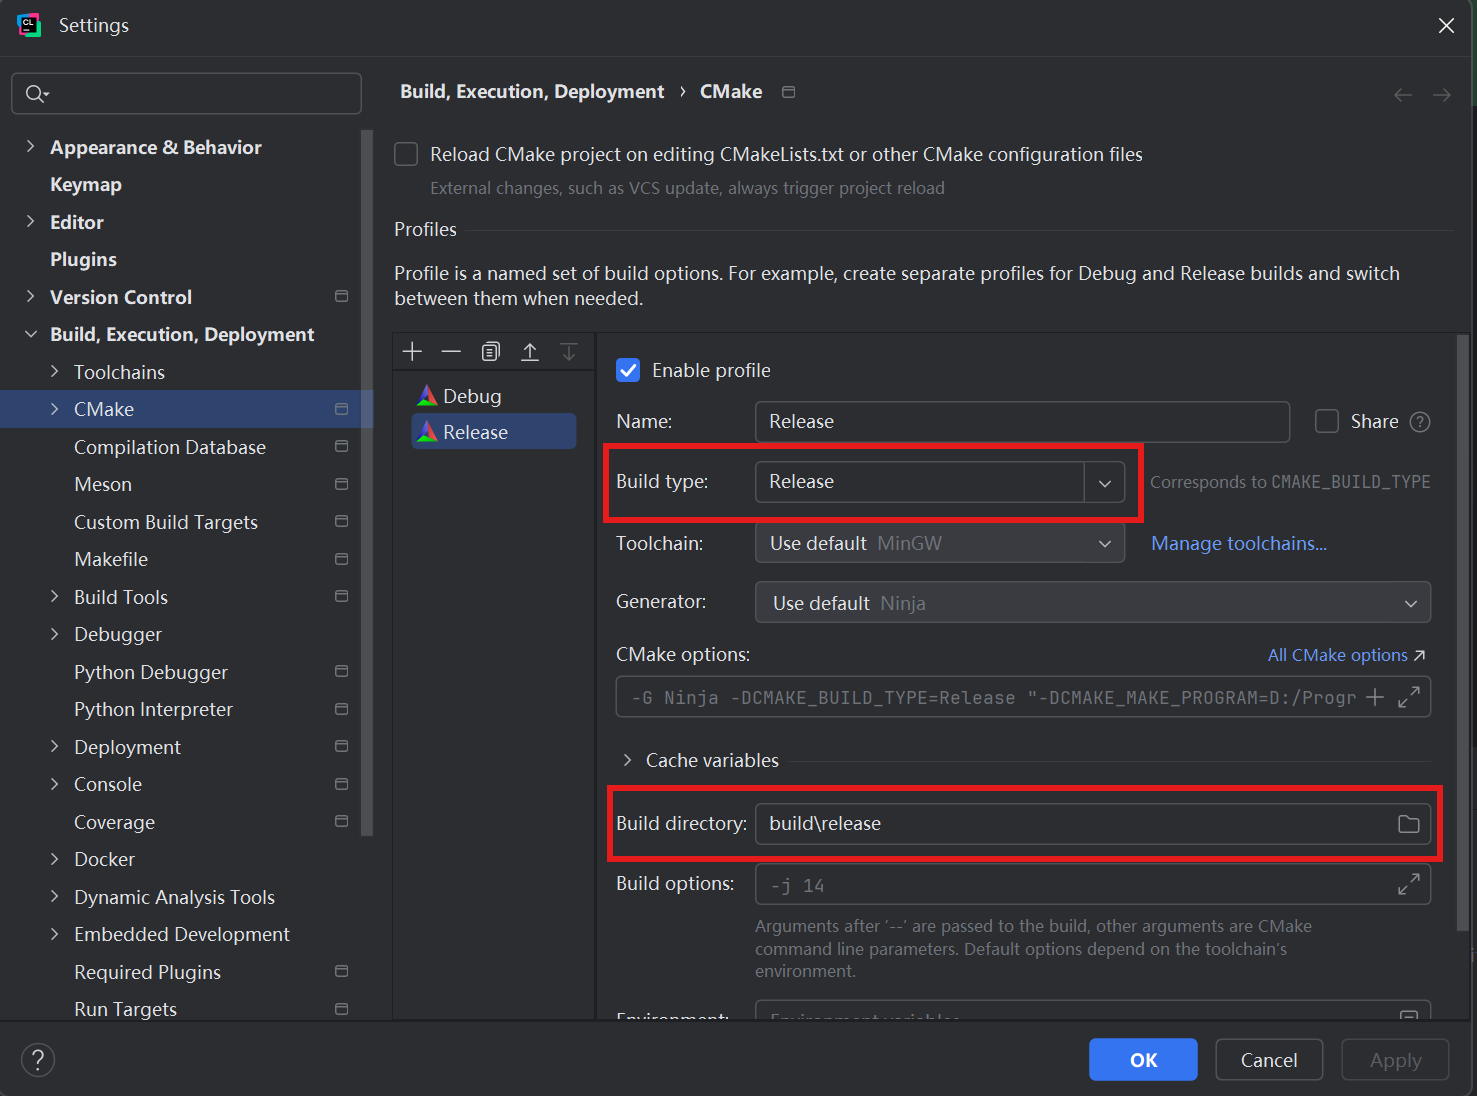 Settings
Build, Execution, Deployment › CMake
Appearance & Behavior
Keymap
Editor
Plugins
Version Control
Build, Execution, Deployment
Toolchains
CMake
Compilation Database
Meson
Custom Build Targets
Makefile
Build Tools
Debugger
Python Debugger
Python Interpreter
Deployment
Console
Coverage
Docker
Dynamic Analysis Tools
Embedded Development
Required Plugins
Run Targets
Reload CMake project on editing CMakeLists.txt or other CMake configuration files
External changes, such as VCS update, always trigger project reload
Profiles
Profile is a named set of build options. For example, create separate profiles for Debug and Release builds and switch
between them when needed.
Debug
Release
Enable profile
Name: Release Share ?
Build type: Release Corresponds to CMAKE_BUILD_TYPE
Toolchain: Use default MinGW Manage toolchains...
Generator: Use default Ninja
CMake options: All CMake options ↗
-G Ninja -DCMAKE_BUILD_TYPE=Release "-DCMAKE_MAKE_PROGRAM=D:/Progr
Cache variables
Build directory: build\release
Build options: -j 14
Arguments after '--' are passed to the build, other arguments are CMake
command line parameters. Default options depend on the toolchain's
environment.
Environment: Environment variables
? OK Cancel Apply